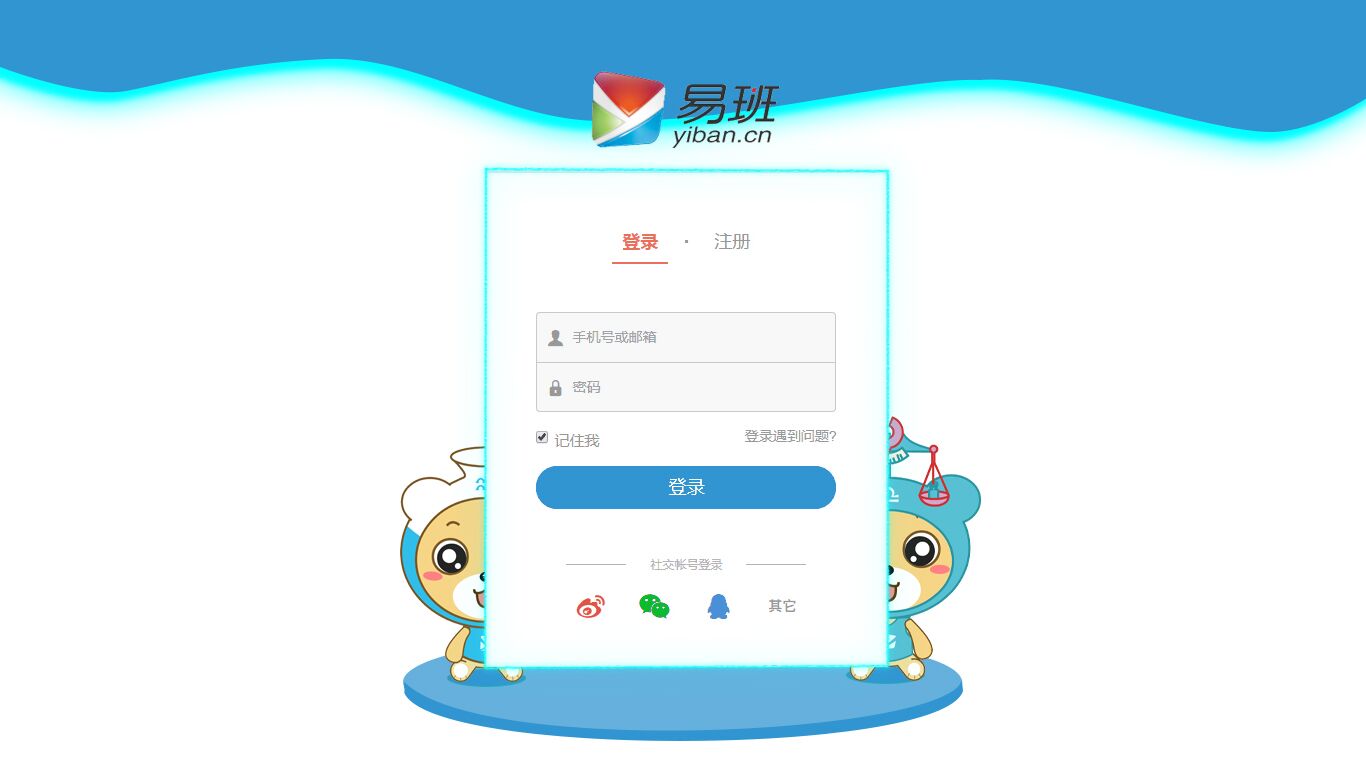 易班
yiban.cn
登录 · 注册
手机号或邮箱
密码
记住我 登录遇到问题?
登录
社交帐号登录
其它